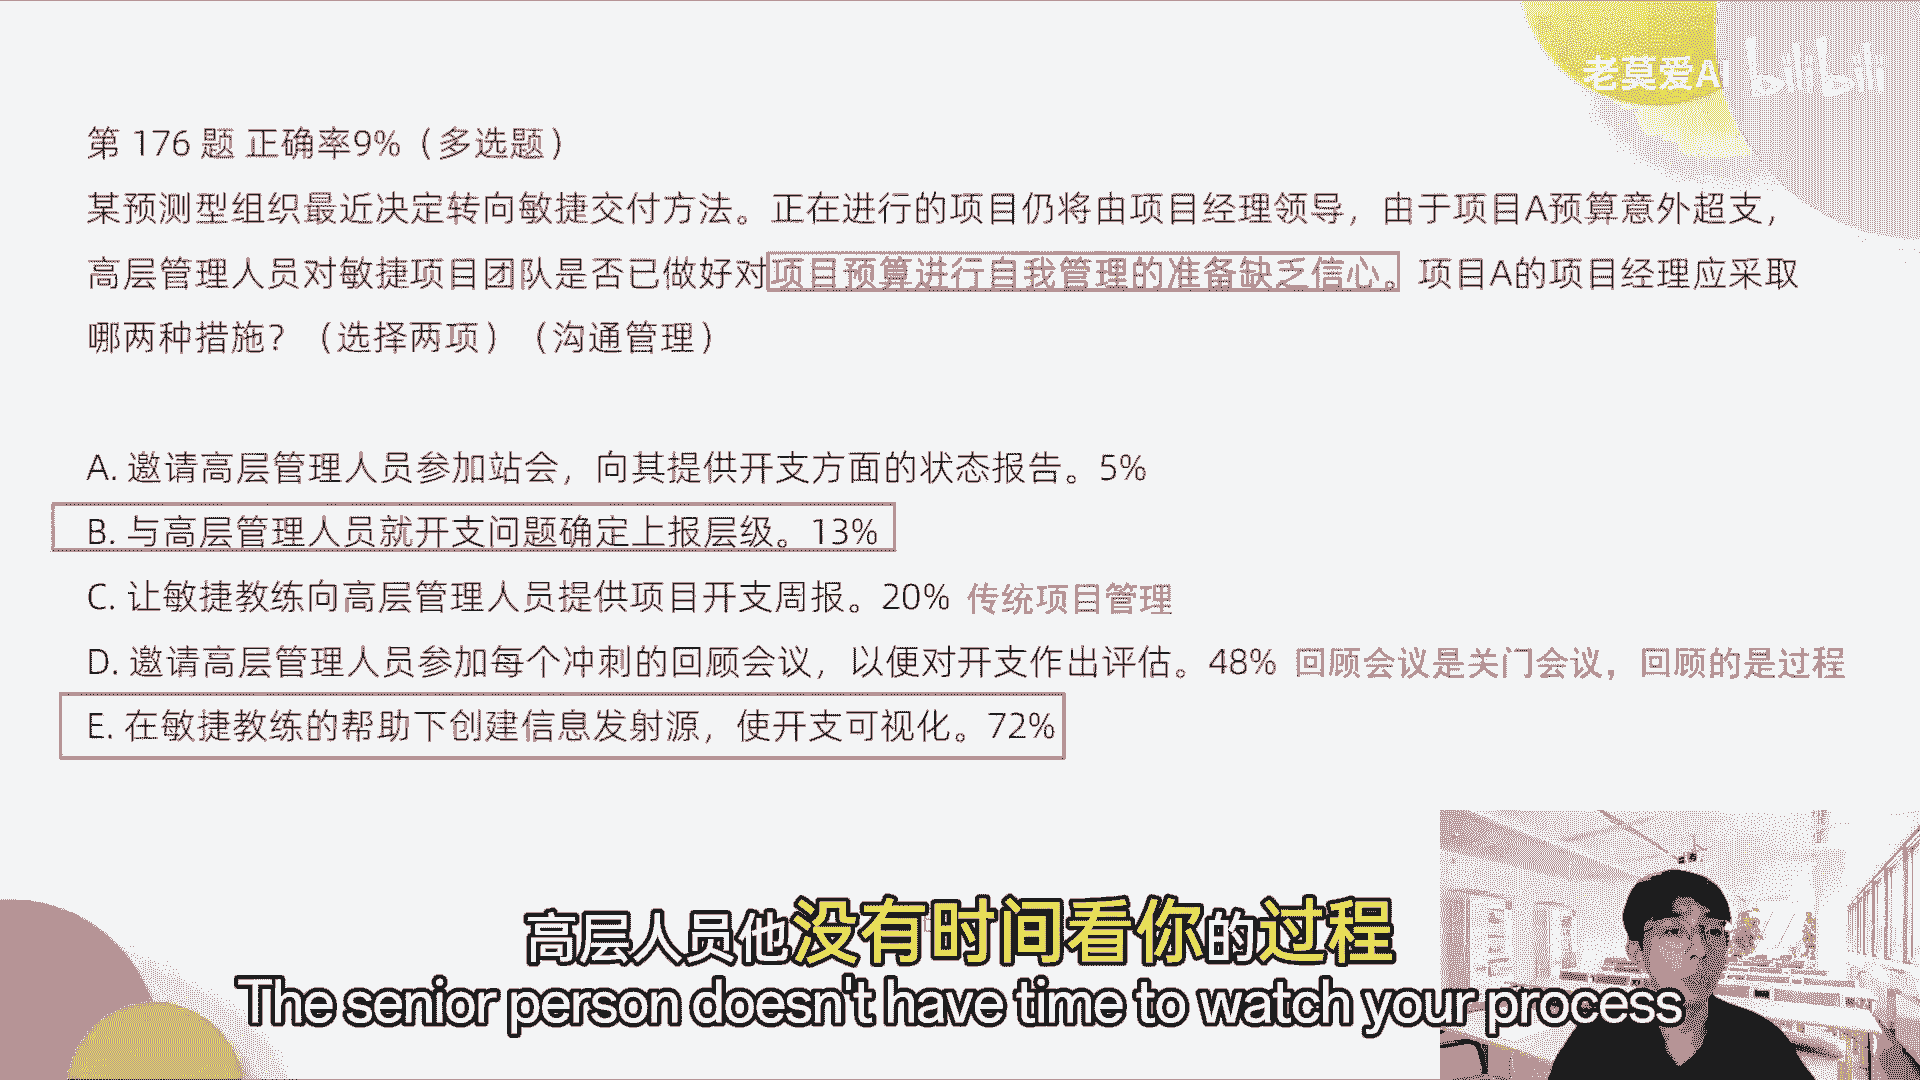 老莫爱A bilibili
第 176 题 正确率9%（多选题）
某预测型组织最近决定转向敏捷交付方法。正在进行的项目仍将由项目经理领导，由于项目A预算意外超支，
高层管理人员对敏捷项目团队是否已做好对项目预算进行自我管理的准备缺乏信心。项目A的项目经理应采取
哪两种措施？（选择两项）（沟通管理）
A. 邀请高层管理人员参加站会，向其提供开支方面的状态报告。5%
B. 与高层管理人员就开支问题确定上报层级。13%
C. 让敏捷教练向高层管理人员提供项目开支周报。20% 传统项目管理
D. 邀请高层管理人员参加每个冲刺的回顾会议，以便对开支作出评估。48% 回顾会议是关门会议，回顾的是过程
E. 在敏捷教练的帮助下创建信息发射源，使开支可视化。72%
高层人员他没有时间看你的过程
The senior person doesn't have time to watch your process